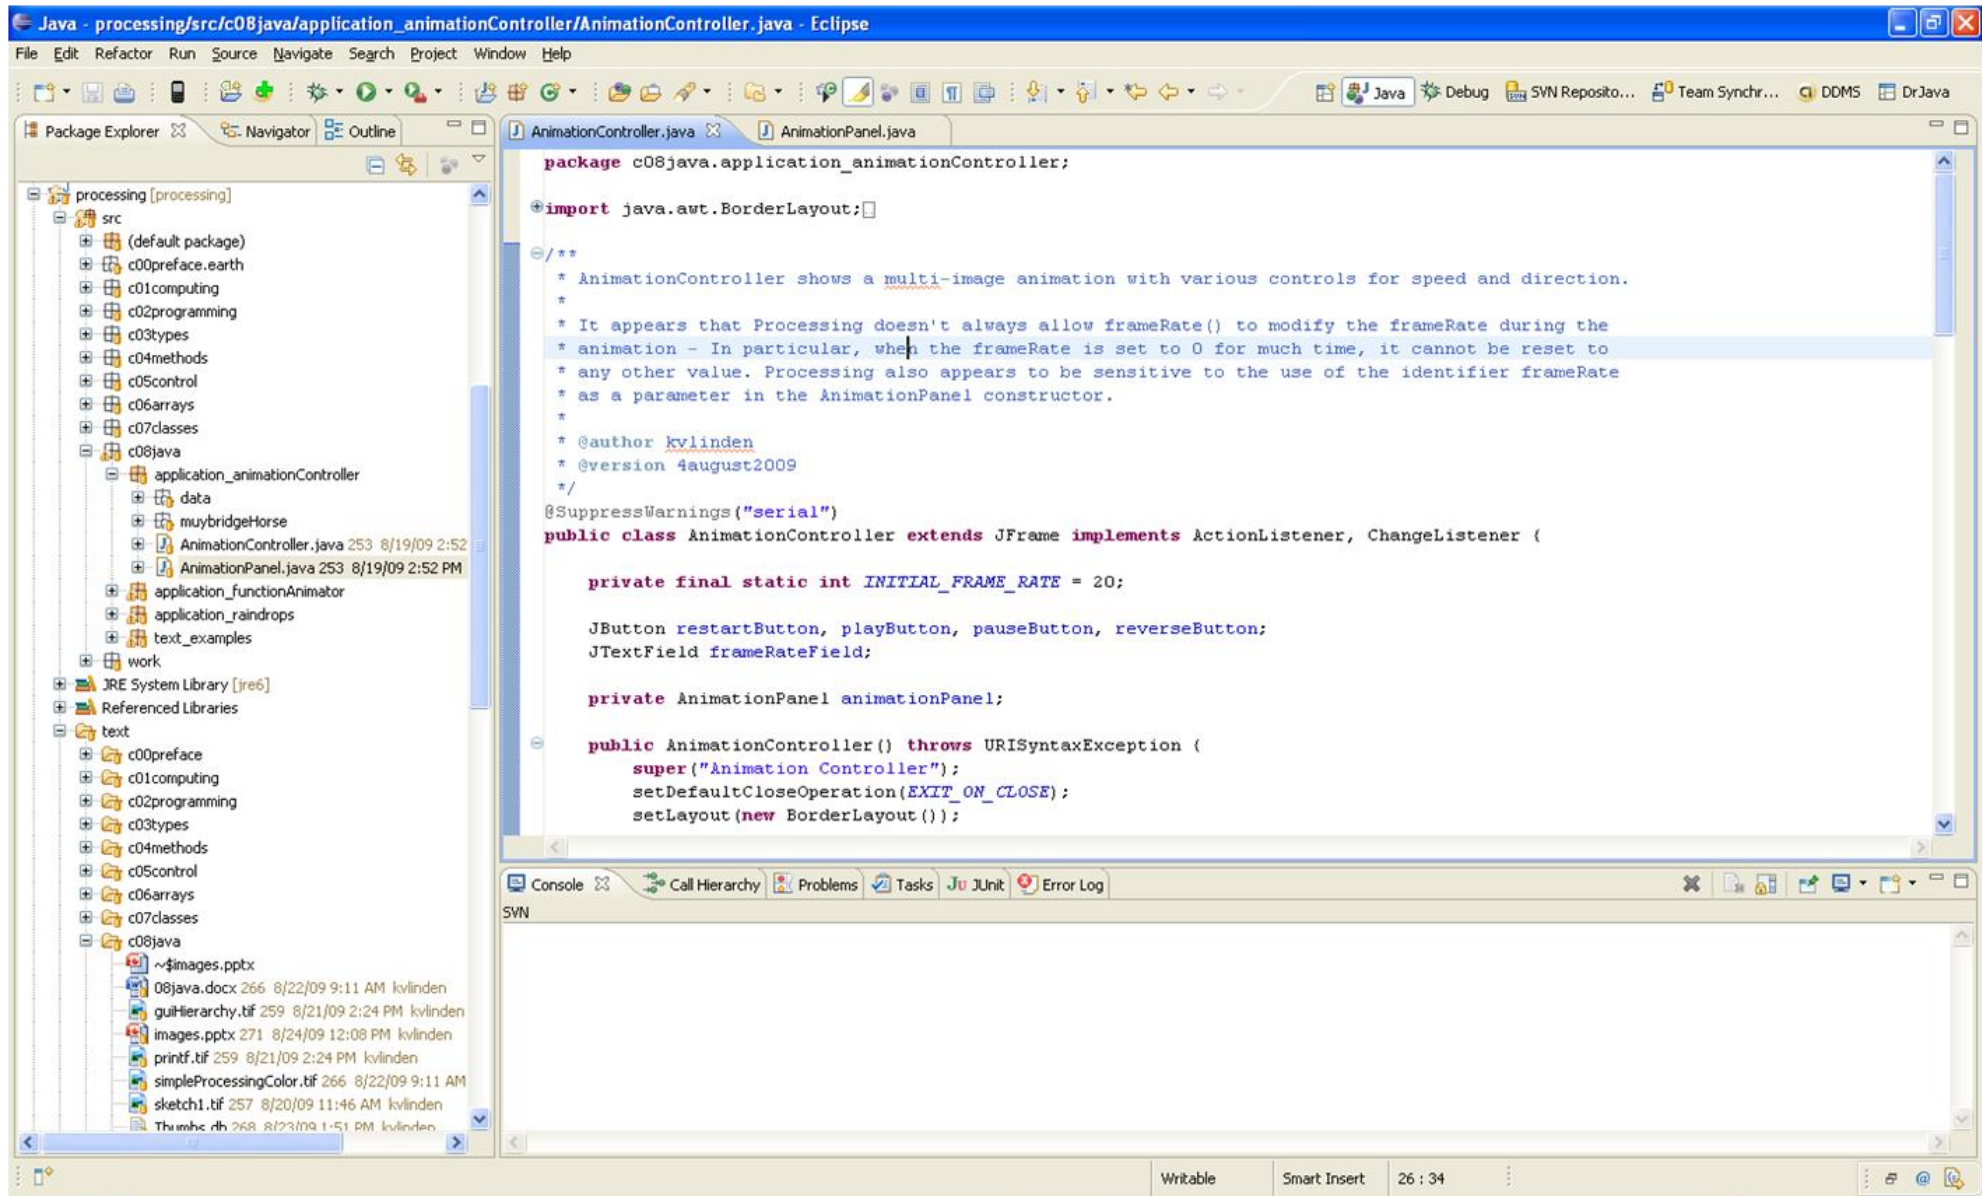 Java - processing/src/c08java/application_animationController/AnimationController.java - Eclipse
File Edit Refactor Run Source Navigate Search Project Window Help
Java Debug SVN Reposito... Team Synchr... DDMS DrJava
Package Explorer Navigator Outline
processing [processing]
src
(default package)
c00preface.earth
c01computing
c02programming
c03types
c04methods
c05control
c06arrays
c07classes
c08java
application_animationController
data
muybridgeHorse
AnimationController.java 253 8/19/09 2:52
AnimationPanel.java 253 8/19/09 2:52 PM
application_functionAnimator
application_raindrops
text_examples
work
JRE System Library [jre6]
Referenced Libraries
text
c00preface
c01computing
c02programming
c03types
c04methods
c05control
c06arrays
c07classes
c08java
~$images.pptx
08java.docx 266 8/22/09 9:11 AM kvlinden
guiHierarchy.tif 259 8/21/09 2:24 PM kvlinden
images.pptx 271 8/24/09 12:08 PM kvlinden
printf.tif 259 8/21/09 2:24 PM kvlinden
simpleProcessingColor.tif 266 8/22/09 9:11 AM
sketch1.tif 257 8/20/09 11:46 AM kvlinden
Thumbs.db 268 8/23/09 1:51 PM kvlinden
AnimationController.java AnimationPanel.java
package c08java.application_animationController;
import java.awt.BorderLayout;
/**
* AnimationController shows a multi-image animation with various controls for speed and direction.
*
* It appears that Processing doesn't always allow frameRate() to modify the frameRate during the
* animation - In particular, when the frameRate is set to 0 for much time, it cannot be reset to
* any other value. Processing also appears to be sensitive to the use of the identifier frameRate
* as a parameter in the AnimationPanel constructor.
*
* @author kvlinden
* @version 4august2009
*/
@SuppressWarnings("serial")
public class AnimationController extends JFrame implements ActionListener, ChangeListener {
private final static int INITIAL_FRAME_RATE = 20;
JButton restartButton, playButton, pauseButton, reverseButton;
JTextField frameRateField;
private AnimationPanel animationPanel;
public AnimationController() throws URISyntaxException {
super("Animation Controller");
setDefaultCloseOperation(EXIT_ON_CLOSE);
setLayout(new BorderLayout());
Console Call Hierarchy Problems Tasks JUnit Error Log
SVN
Writable Smart Insert 26 : 34